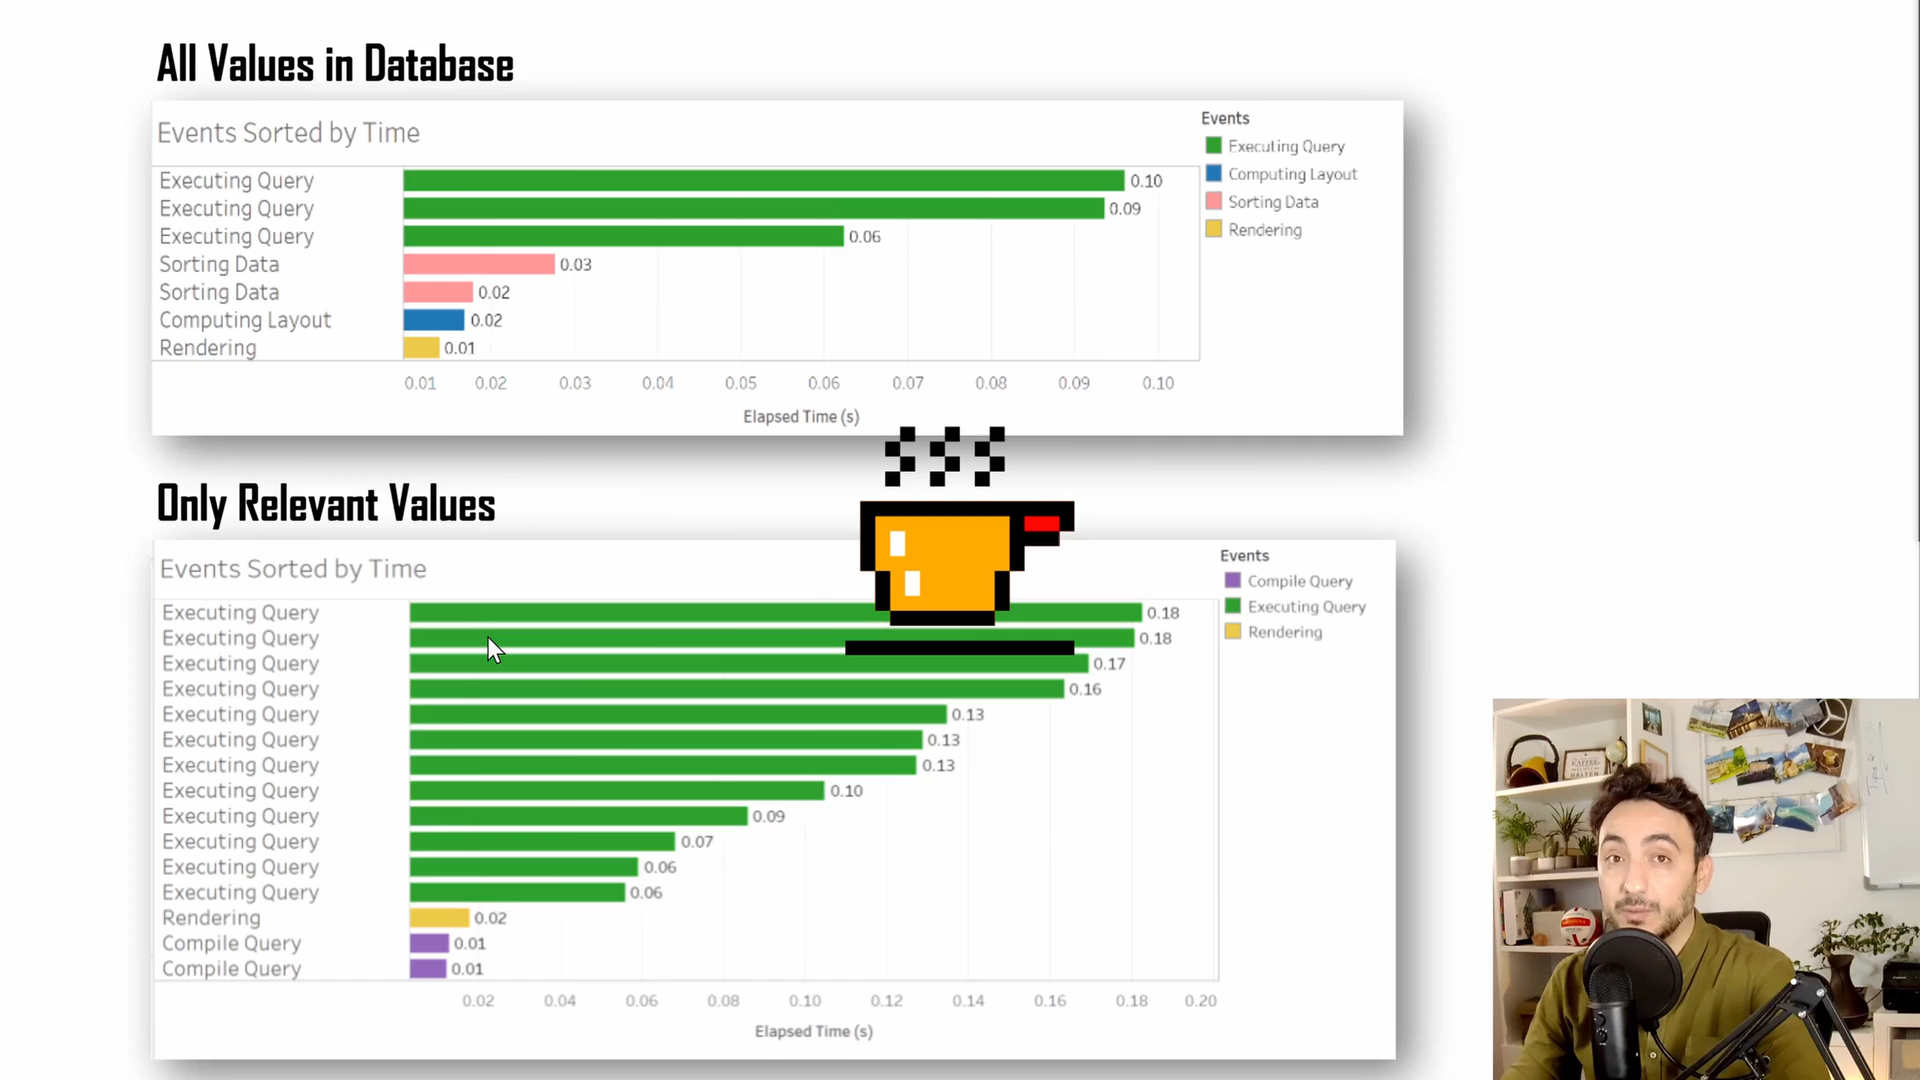 All Values in Database
Events Sorted by Time
Events
Executing Query
Computing Layout
Sorting Data
Rendering
Executing Query 0.10
Executing Query 0.09
Executing Query 0.06
Sorting Data 0.03
Sorting Data 0.02
Computing Layout 0.02
Rendering 0.01
0.01 0.02 0.03 0.04 0.05 0.06 0.07 0.08 0.09 0.10
Elapsed Time (s)
Only Relevant Values
Events Sorted by Time
Events
Compile Query
Executing Query
Rendering
Executing Query 0.18
Executing Query 0.18
Executing Query 0.17
Executing Query 0.16
Executing Query 0.13
Executing Query 0.13
Executing Query 0.13
Executing Query 0.10
Executing Query 0.09
Executing Query 0.07
Executing Query 0.06
Executing Query 0.06
Rendering 0.02
Compile Query 0.01
Compile Query 0.01
0.02 0.04 0.06 0.08 0.10 0.12 0.14 0.16 0.18 0.20
Elapsed Time (s)